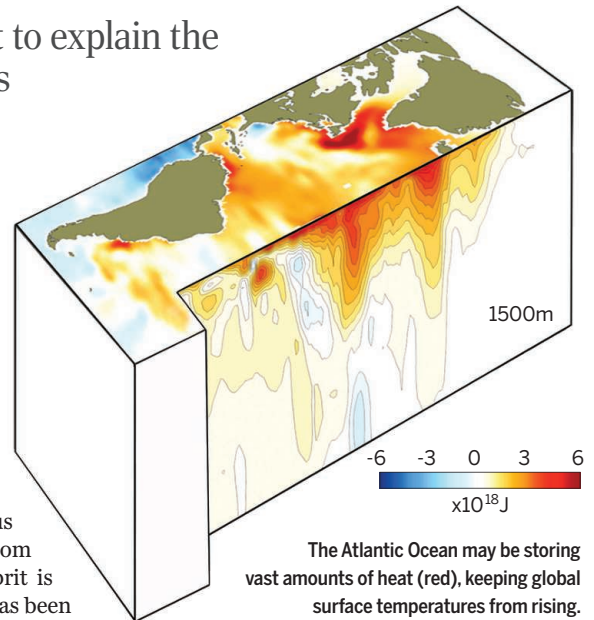 t to explain the
s
1500m
-6 -3 0 3 6
x10¹⁸J
us
om
orit is
as been
The Atlantic Ocean may be storing
vast amounts of heat (red), keeping global
surface temperatures from rising.